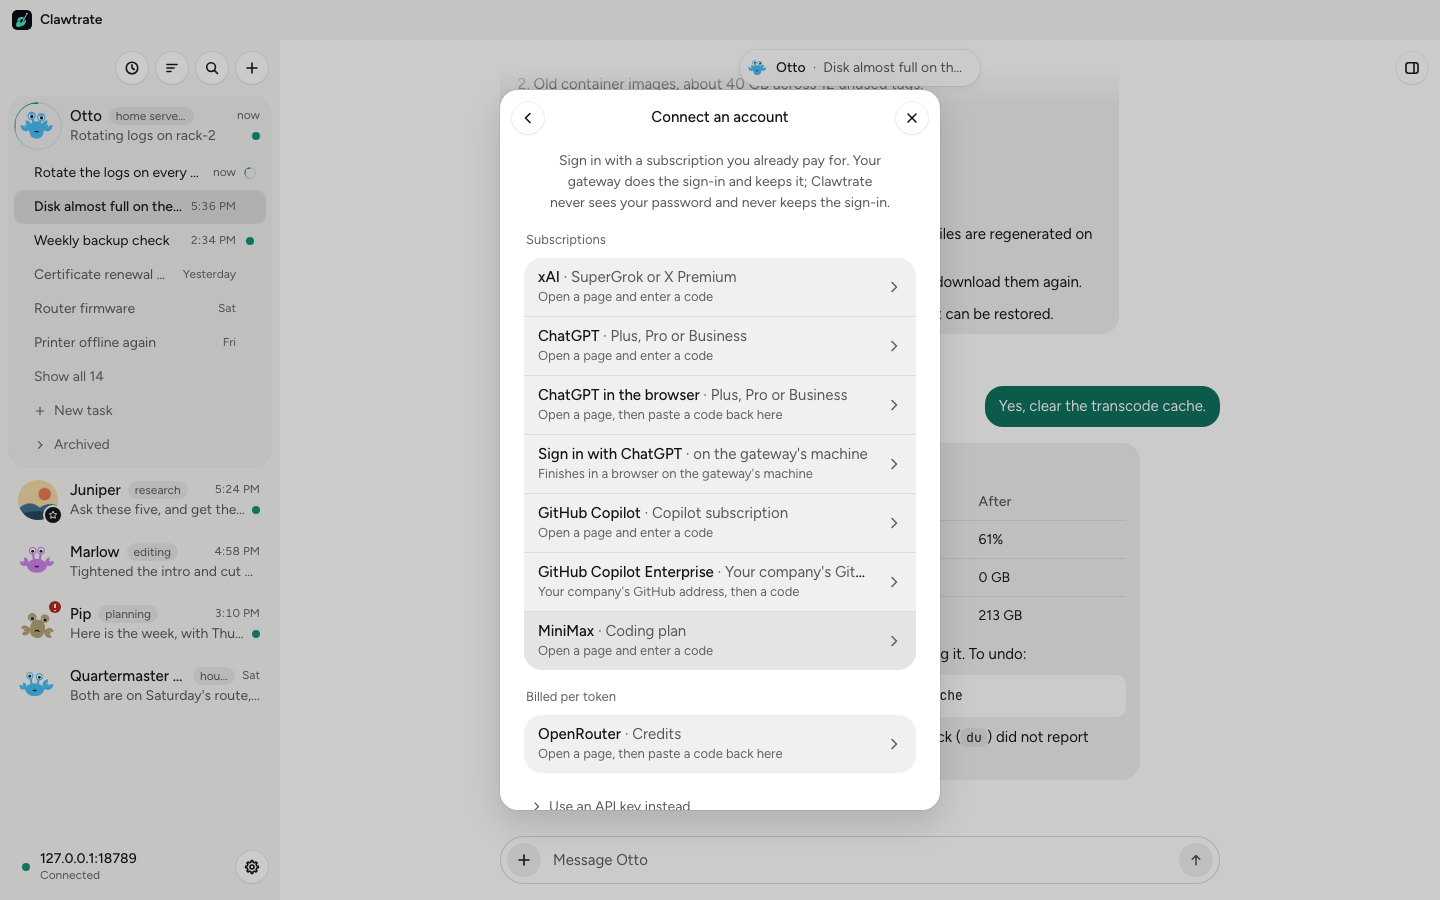 Clawtrate
Otto home serve... now
Rotating logs on rack-2
Rotate the logs on every ... now
Disk almost full on the... 5:36 PM
Weekly backup check 2:34 PM
Certificate renewal ... Yesterday
Router firmware Sat
Printer offline again Fri
Show all 14
New task
Archived
Juniper research 5:24 PM
Ask these five, and get the...
Marlow editing 4:58 PM
Tightened the intro and cut ...
Pip planning 3:10 PM
Here is the week, with Thu...
Quartermaster ... hou... Sat
Both are on Saturday's route,...
127.0.0.1:18789
Connected
Otto · Disk almost full on th...
2. Old container images, about 40 GB across 12 unused tags.
Connect an account
Sign in with a subscription you already pay for. Your
gateway does the sign-in and keeps it; Clawtrate
never sees your password and never keeps the sign-in.
Subscriptions
xAI · SuperGrok or X Premium
Open a page and enter a code
ChatGPT · Plus, Pro or Business
Open a page and enter a code
ChatGPT in the browser · Plus, Pro or Business
Open a page, then paste a code back here
Sign in with ChatGPT · on the gateway's machine
Finishes in a browser on the gateway's machine
GitHub Copilot · Copilot subscription
Open a page and enter a code
GitHub Copilot Enterprise · Your company's Git...
Your company's GitHub address, then a code
MiniMax · Coding plan
Open a page and enter a code
Billed per token
OpenRouter · Credits
Open a page, then paste a code back here
Use an API key instead
are regenerated on
download them again.
can be restored.
Yes, clear the transcode cache.
After
61%
0 GB
213 GB
it. To undo:
(du) did not report
Message Otto